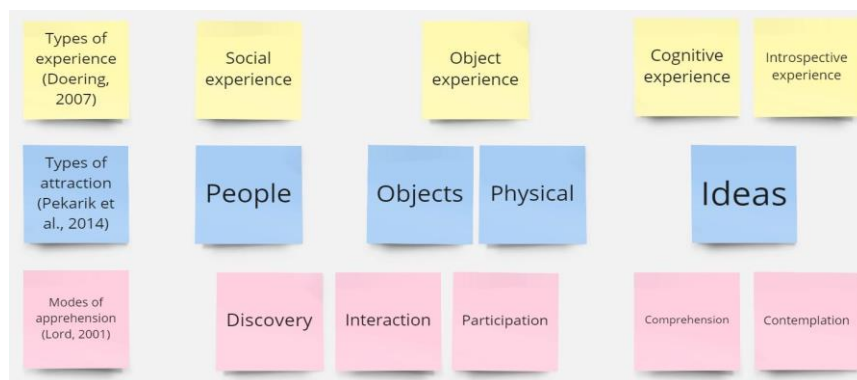 Types of
experience
(Doering,
2007)
Social
experience
Object
experience
Cognitive
experience
Introspective
experience
Types of
attraction
(Pekarik et
al., 2014)
People
Objects
Physical
Ideas
Modes of
apprehension
(Lord, 2001)
Discovery
Interaction
Participation
Comprehension
Contemplation